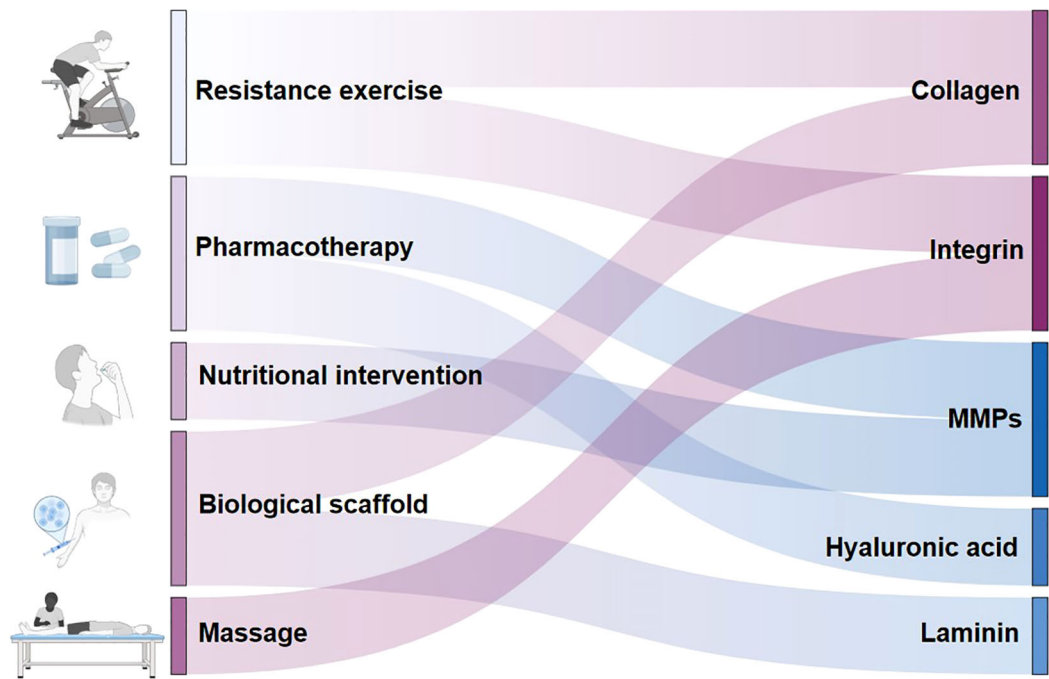 Resistance exercise
Collagen
Pharmacotherapy
Integrin
Nutritional intervention
MMPs
Biological scaffold
Hyaluronic acid
Massage
Laminin